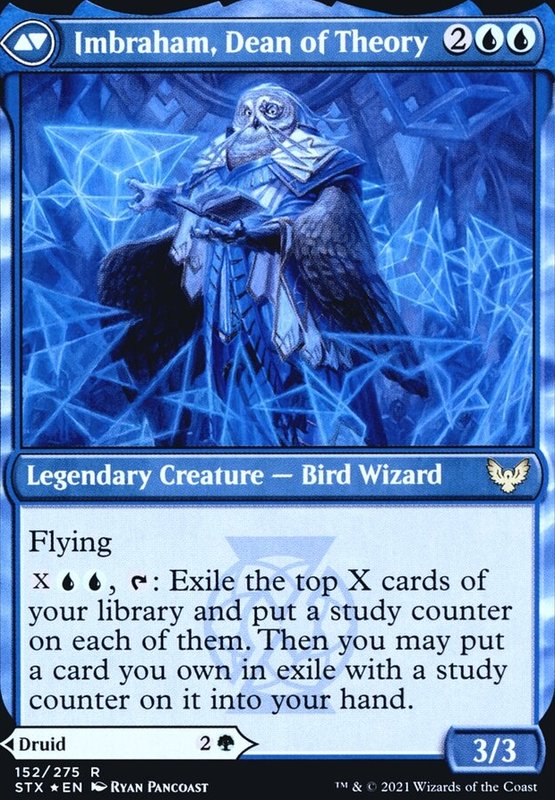 Imbraham, Dean of Theory 2
Legendary Creature — Bird Wizard
Flying
X , : Exile the top X cards of
your library and put a study counter
on each of them. Then you may put
a card you own in exile with a study
counter on it into your hand.
Druid 2
3/3
152/275 R
STX ★ EN Ryan Pancoast
™ & © 2021 Wizards of the Coast